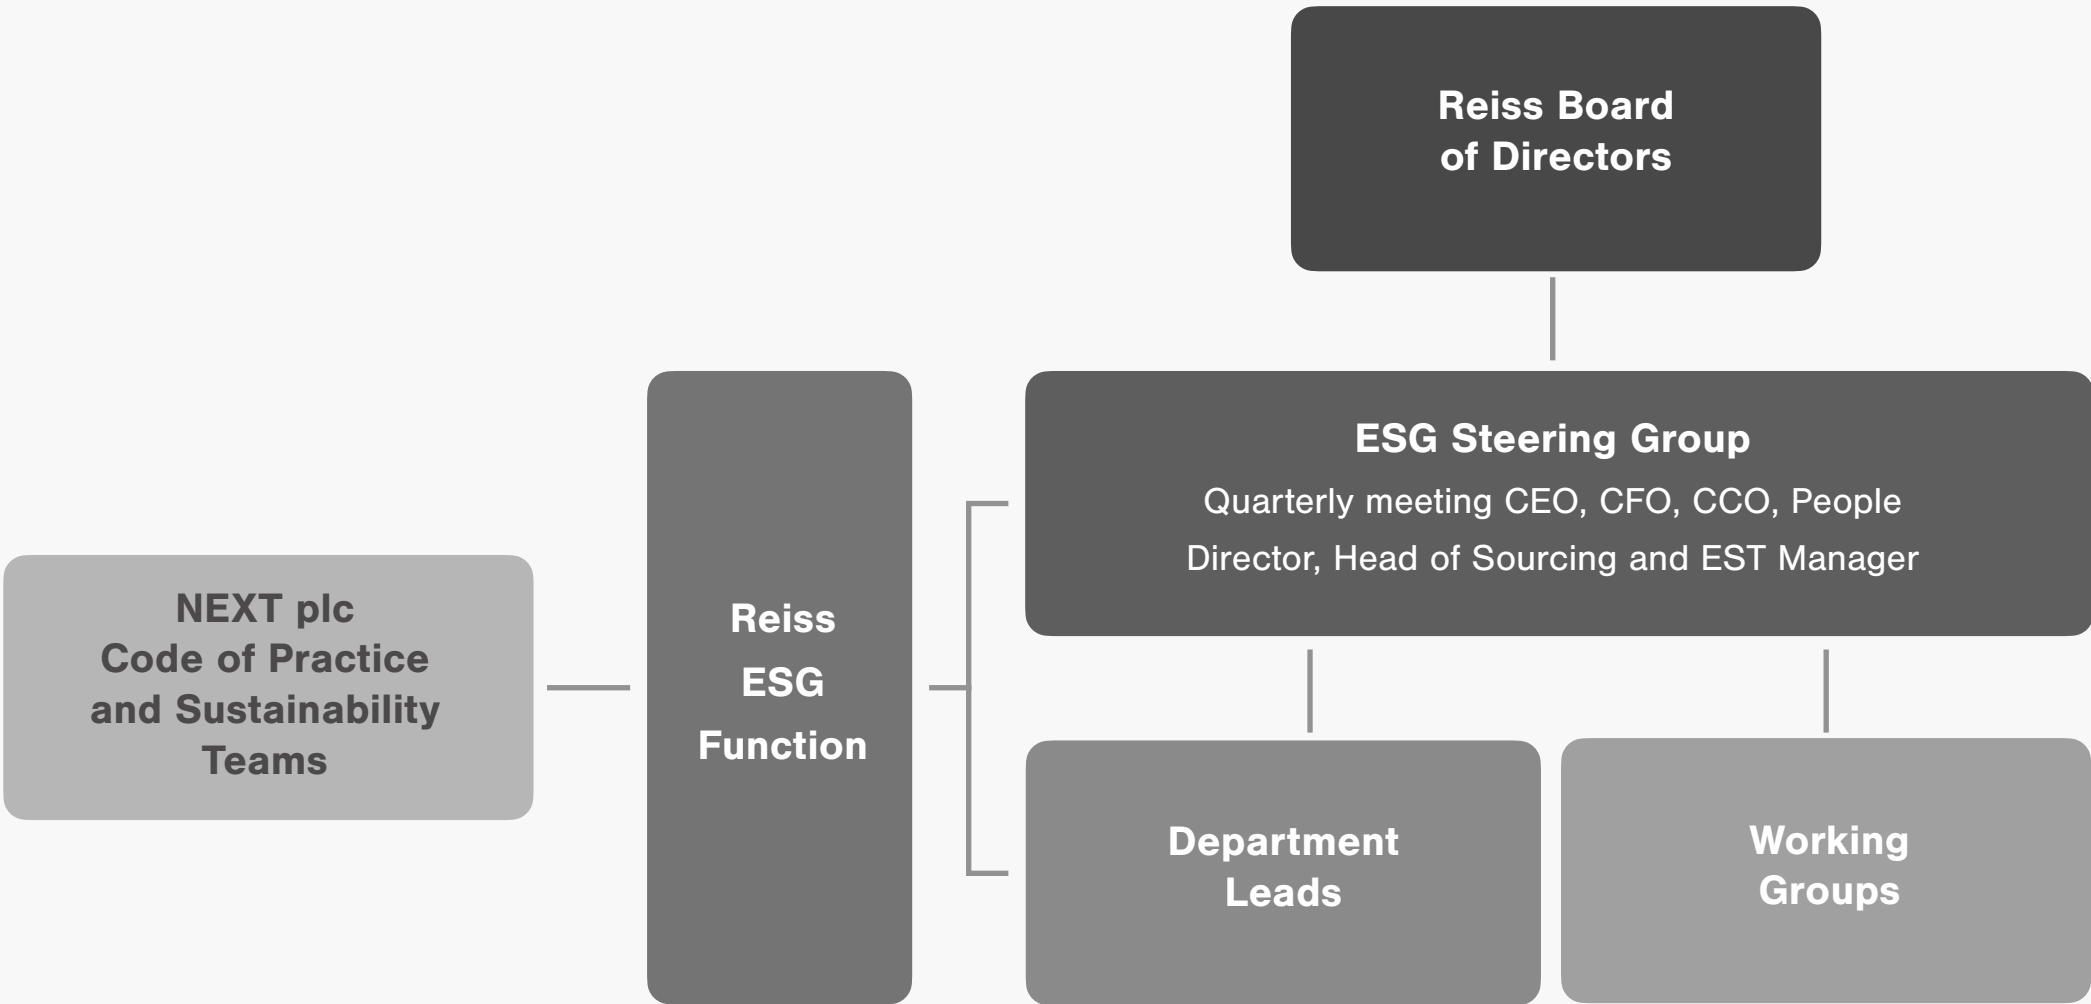 Reiss Board
of Directors
ESG Steering Group
Quarterly meeting CEO, CFO, CCO, People
Director, Head of Sourcing and EST Manager
NEXT plc
Code of Practice
and Sustainability
Teams
Reiss
ESG
Function
Department
Leads
Working
Groups